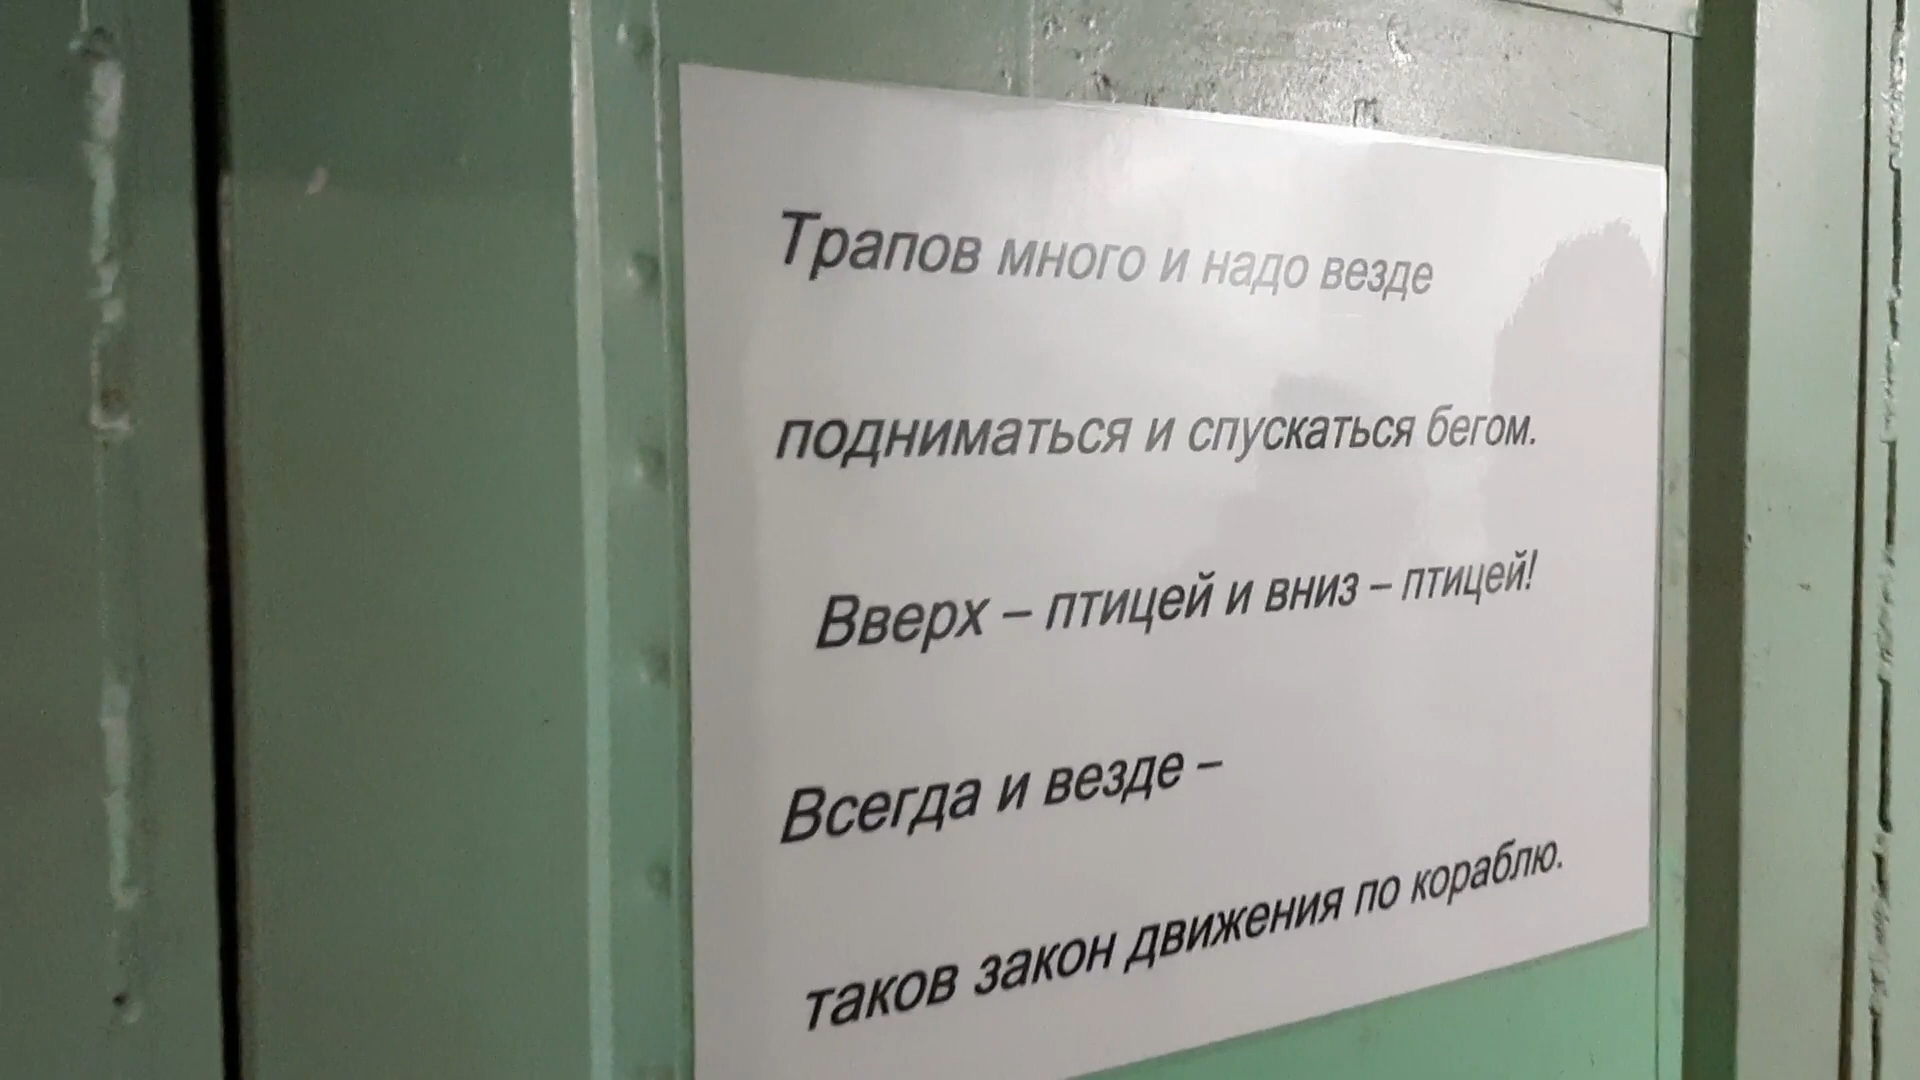 Трапов много и надо везде
подниматься и спускаться бегом.
Вверх – птицей и вниз – птицей!
Всегда и везде –
таков закон движения по кораблю.